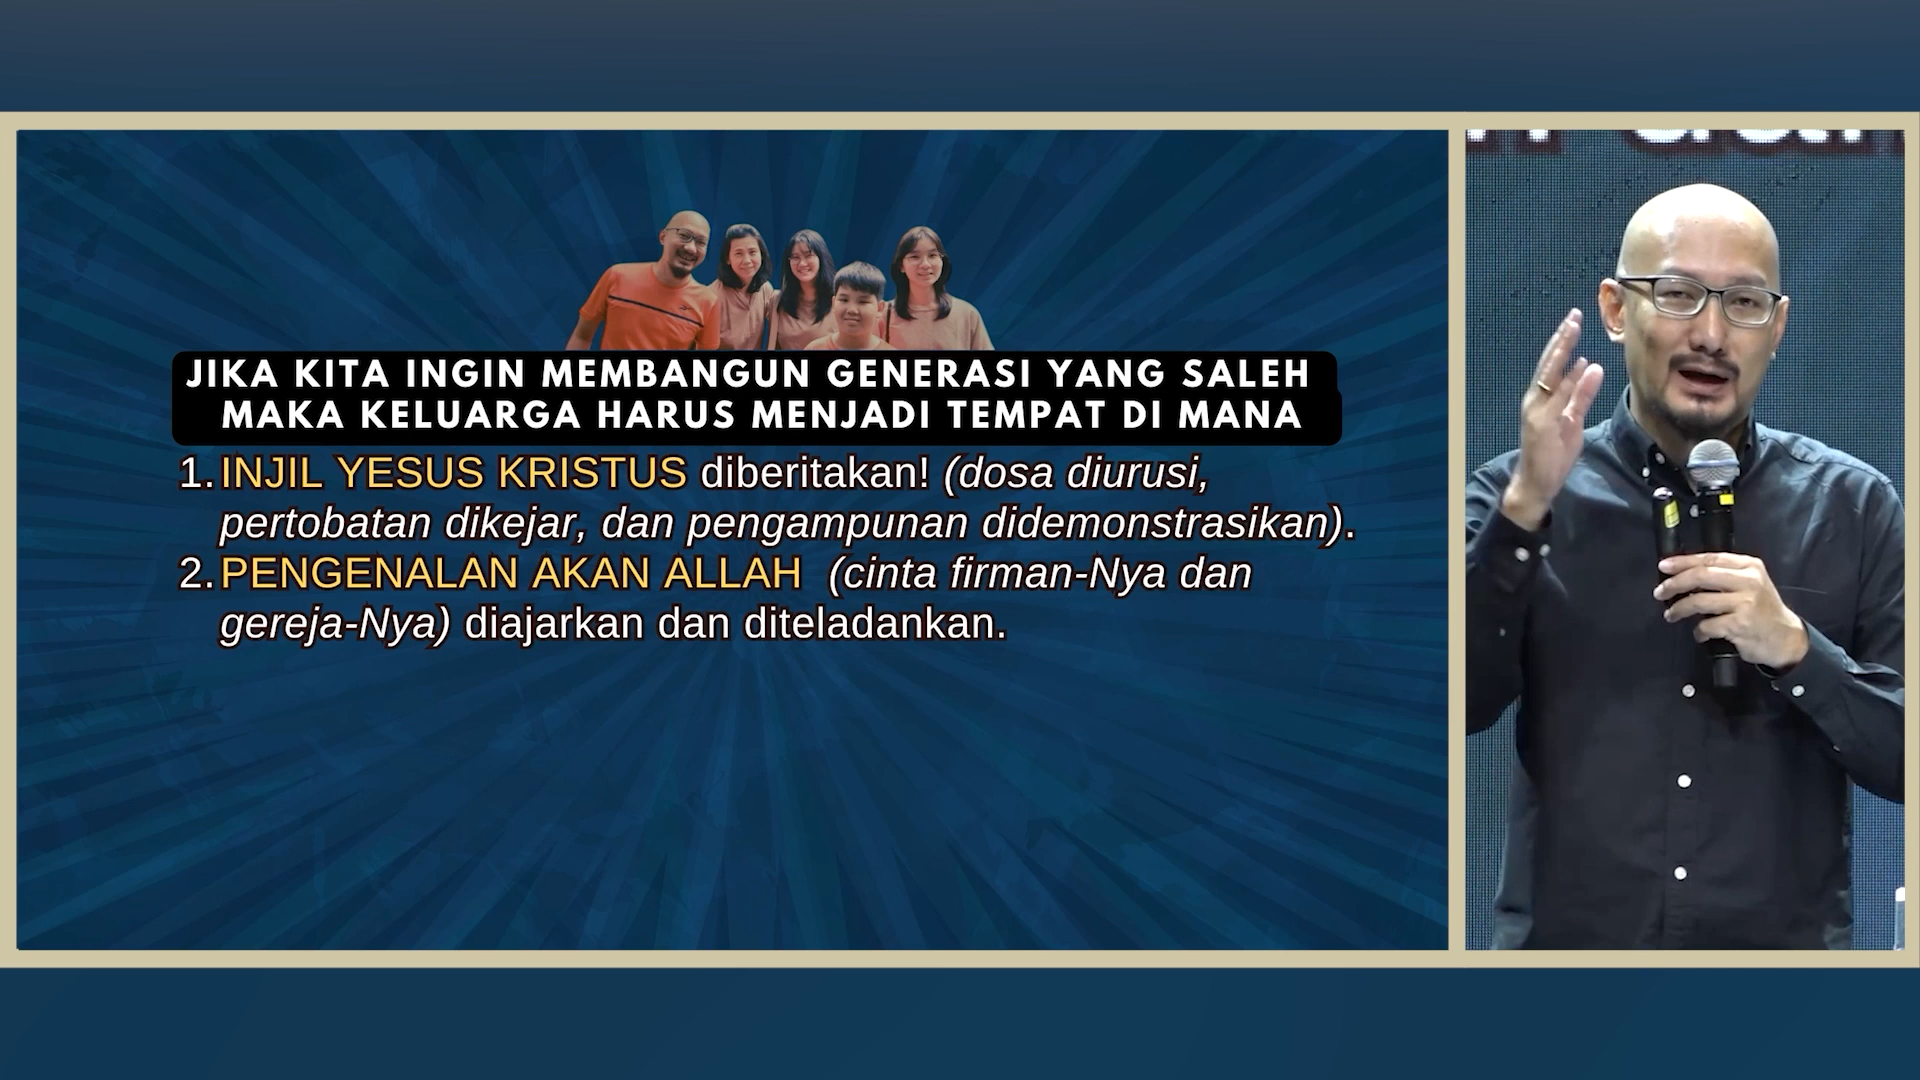 JIKA KITA INGIN MEMBANGUN GENERASI YANG SALEH
MAKA KELUARGA HARUS MENJADI TEMPAT DI MANA
1. INJIL YESUS KRISTUS diberitakan! (dosa diurusi,
pertobatan dikejar, dan pengampunan didemonstrasikan).
2. PENGENALAN AKAN ALLAH (cinta firman-Nya dan
gereja-Nya) diajarkan dan diteladankan.